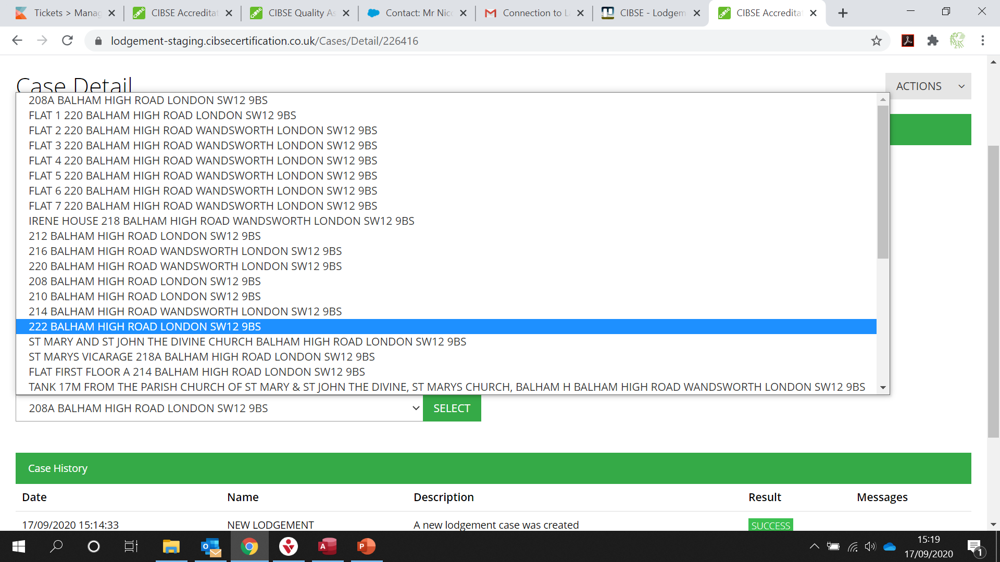 Tickets > Manag
CIBSE Accreditat
CIBSE Quality As
Contact: Mr Nico
Connection to La
CIBSE - Lodgem
CIBSE Accreditat
lodgement-staging.cibsecertification.co.uk/Cases/Detail/226416
Case Detail
ACTIONS
208A BALHAM HIGH ROAD LONDON SW12 9BS
FLAT 1 220 BALHAM HIGH ROAD LONDON SW12 9BS
FLAT 2 220 BALHAM HIGH ROAD WANDSWORTH LONDON SW12 9BS
FLAT 3 220 BALHAM HIGH ROAD WANDSWORTH LONDON SW12 9BS
FLAT 4 220 BALHAM HIGH ROAD WANDSWORTH LONDON SW12 9BS
FLAT 5 220 BALHAM HIGH ROAD WANDSWORTH LONDON SW12 9BS
FLAT 6 220 BALHAM HIGH ROAD WANDSWORTH LONDON SW12 9BS
FLAT 7 220 BALHAM HIGH ROAD WANDSWORTH LONDON SW12 9BS
IRENE HOUSE 218 BALHAM HIGH ROAD WANDSWORTH LONDON SW12 9BS
212 BALHAM HIGH ROAD LONDON SW12 9BS
216 BALHAM HIGH ROAD WANDSWORTH LONDON SW12 9BS
220 BALHAM HIGH ROAD WANDSWORTH LONDON SW12 9BS
208 BALHAM HIGH ROAD LONDON SW12 9BS
210 BALHAM HIGH ROAD LONDON SW12 9BS
214 BALHAM HIGH ROAD WANDSWORTH LONDON SW12 9BS
222 BALHAM HIGH ROAD LONDON SW12 9BS
ST MARY AND ST JOHN THE DIVINE CHURCH BALHAM HIGH ROAD LONDON SW12 9BS
ST MARYS VICARAGE 218A BALHAM HIGH ROAD LONDON SW12 9BS
FLAT FIRST FLOOR A 214 BALHAM HIGH ROAD LONDON SW12 9BS
TANK 17M FROM THE PARISH CHURCH OF ST MARY & ST JOHN THE DIVINE, ST MARYS CHURCH, BALHAM H BALHAM HIGH ROAD WANDSWORTH LONDON SW12 9BS
208A BALHAM HIGH ROAD LONDON SW12 9BS
SELECT
Case History
Date Name Description Result Messages
17/09/2020 15:14:33 NEW LODGEMENT A new lodgement case was created SUCCESS
15:19
17/09/2020
1